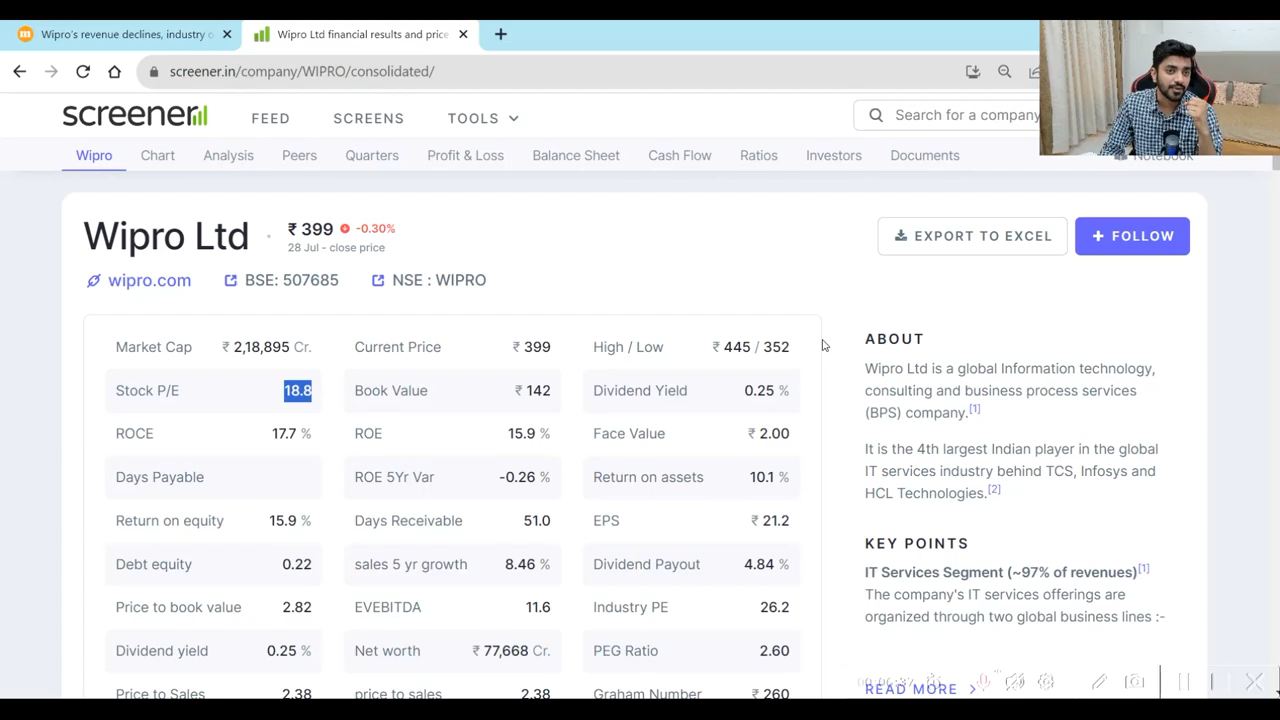 Wipro's revenue declines, industry o
Wipro Ltd financial results and price
screener.in/company/WIPRO/consolidated/
screener
FEED
SCREENS
TOOLS
Search for a company
Wipro
Chart
Analysis
Peers
Quarters
Profit & Loss
Balance Sheet
Cash Flow
Ratios
Investors
Documents
Notebook
Wipro Ltd
₹ 399 -0.30%
28 Jul - close price
EXPORT TO EXCEL
+ FOLLOW
wipro.com
BSE: 507685
NSE : WIPRO
Market Cap ₹ 2,18,895 Cr.
Current Price ₹ 399
High / Low ₹ 445 / 352
Stock P/E 18.8
Book Value ₹ 142
Dividend Yield 0.25 %
ROCE 17.7 %
ROE 15.9 %
Face Value ₹ 2.00
Days Payable
ROE 5Yr Var -0.26 %
Return on assets 10.1 %
Return on equity 15.9 %
Days Receivable 51.0
EPS ₹ 21.2
Debt equity 0.22
sales 5 yr growth 8.46 %
Dividend Payout 4.84 %
Price to book value 2.82
EVEBITDA 11.6
Industry PE 26.2
Dividend yield 0.25 %
Net worth ₹ 77,668 Cr.
PEG Ratio 2.60
Price to Sales 2.38
price to sales 2.38
Graham Number ₹ 260
ABOUT
Wipro Ltd is a global Information technology,
consulting and business process services
(BPS) company.[1]
It is the 4th largest Indian player in the global
IT services industry behind TCS, Infosys and
HCL Technologies.[2]
KEY POINTS
IT Services Segment (~97% of revenues)[1]
The company's IT services offerings are
organized through two global business lines :-
READ MORE